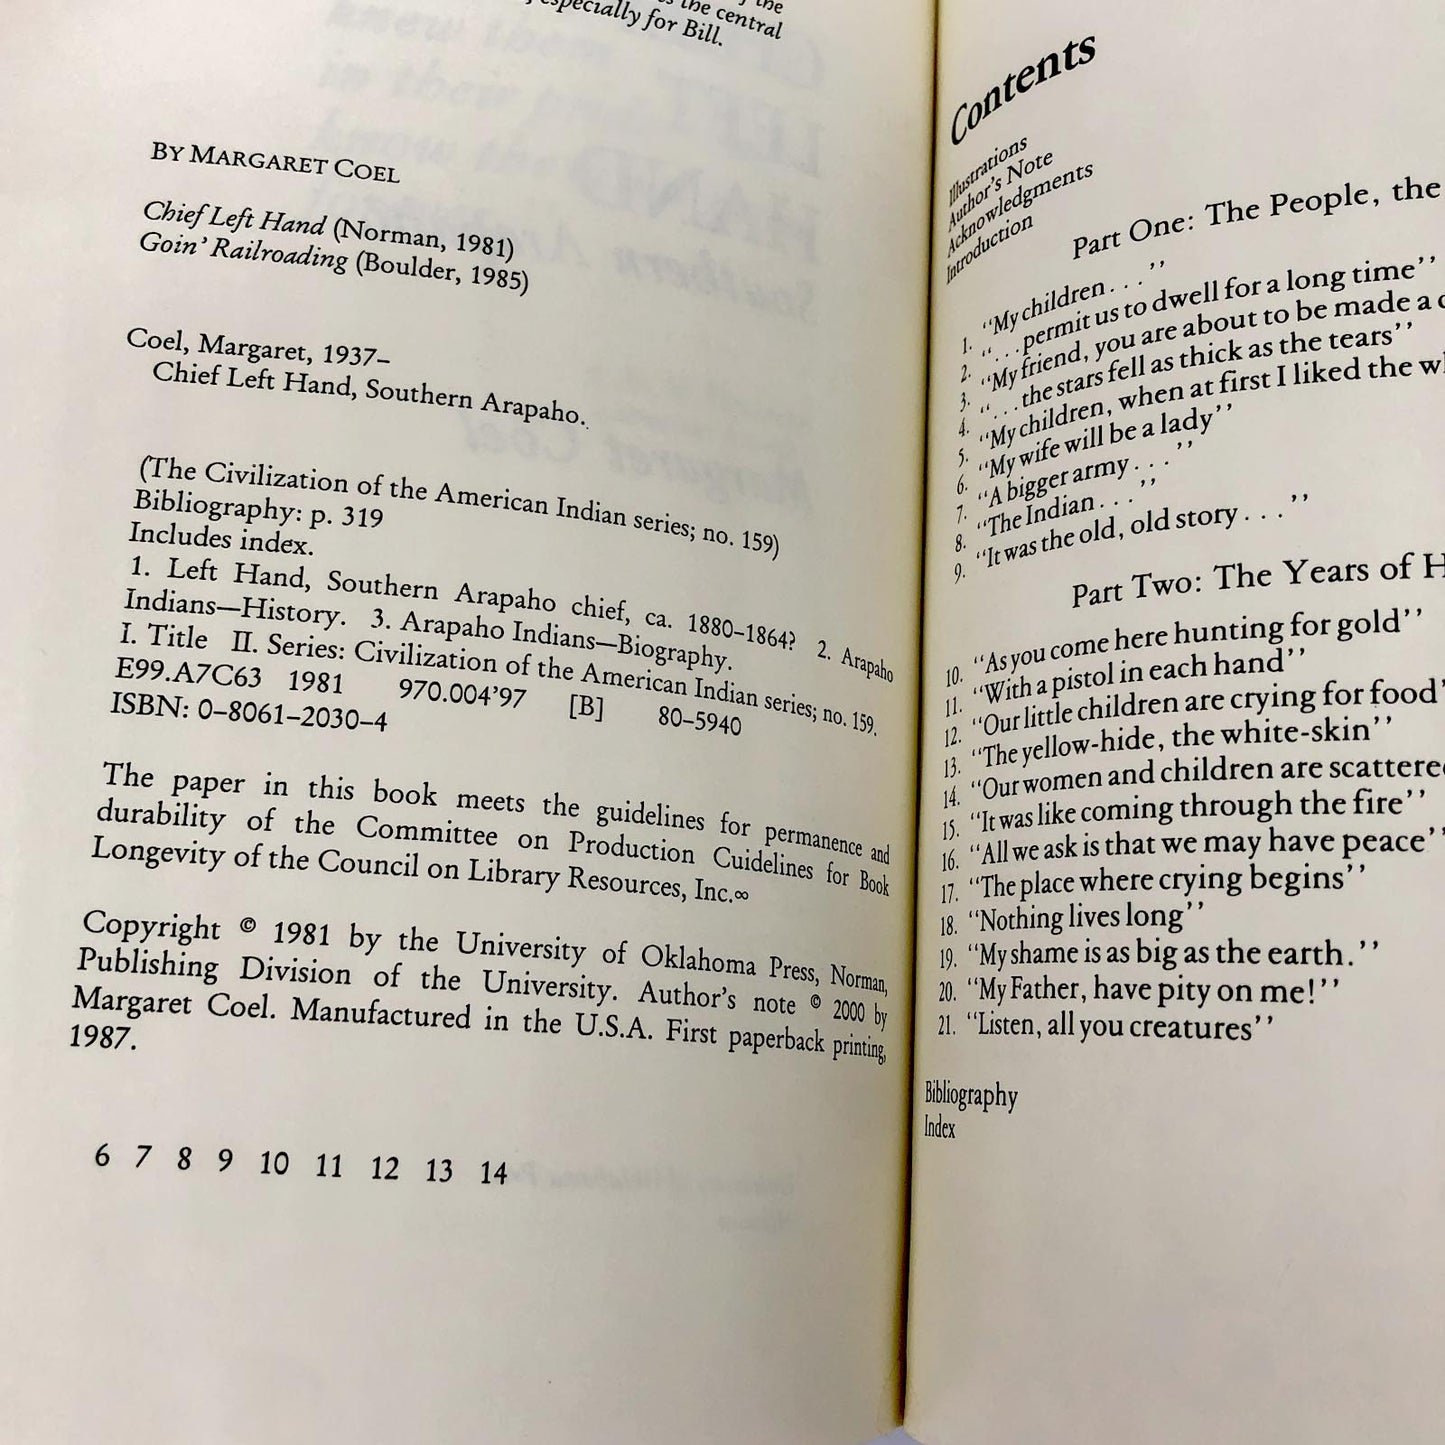 the
the central
especially for Bill.
BY MARGARET COEL
Chief Left Hand (Norman, 1981)
Goin' Railroading (Boulder, 1985)
Coel, Margaret, 1937–
Chief Left Hand, Southern Arapaho.
(The Civilization of the American Indian series; no. 159)
Bibliography: p. 319
Includes index.
1. Left Hand, Southern Arapaho chief, ca. 1880–1864? 2. Arapaho
Indians—History. 3. Arapaho Indians—Biography.
I. Title II. Series: Civilization of the American Indian series; no. 159.
E99.A7C63 1981 970.004'97 [B] 80–5940
ISBN: 0–8061–2030–4
The paper in this book meets the guidelines for permanence and
durability of the Committee on Production Cuidelines for Book
Longevity of the Council on Library Resources, Inc.∞
Copyright © 1981 by the University of Oklahoma Press, Norman,
Publishing Division of the University. Author's note © 2000 by
Margaret Coel. Manufactured in the U.S.A. First paperback printing,
1987.
6 7 8 9 10 11 12 13 14
Contents
Illustrations
Author's Note
Acknowledgments
Introduction
Part One: The People, the
1. "My children . . ."
2. ". . . permit us to dwell for a long time"
3. "My friend, you are about to be made a
4. ". . . the stars fell as thick as the tears"
5. "My children, when at first I liked the
6. "My wife will be a lady"
7. "A bigger army . . ."
8. "The Indian . . ."
9. "It was the old, old story . . ."
Part Two: The Years of
10. "As you come here hunting for gold"
11. "With a pistol in each hand"
12. "Our little children are crying for food"
13. "The yellow-hide, the white-skin"
14. "Our women and children are scattered
15. "It was like coming through the fire"
16. "All we ask is that we may have peace"
17. "The place where crying begins"
18. "Nothing lives long"
19. "My shame is as big as the earth."
20. "My Father, have pity on me!"
21. "Listen, all you creatures"
Bibliography
Index